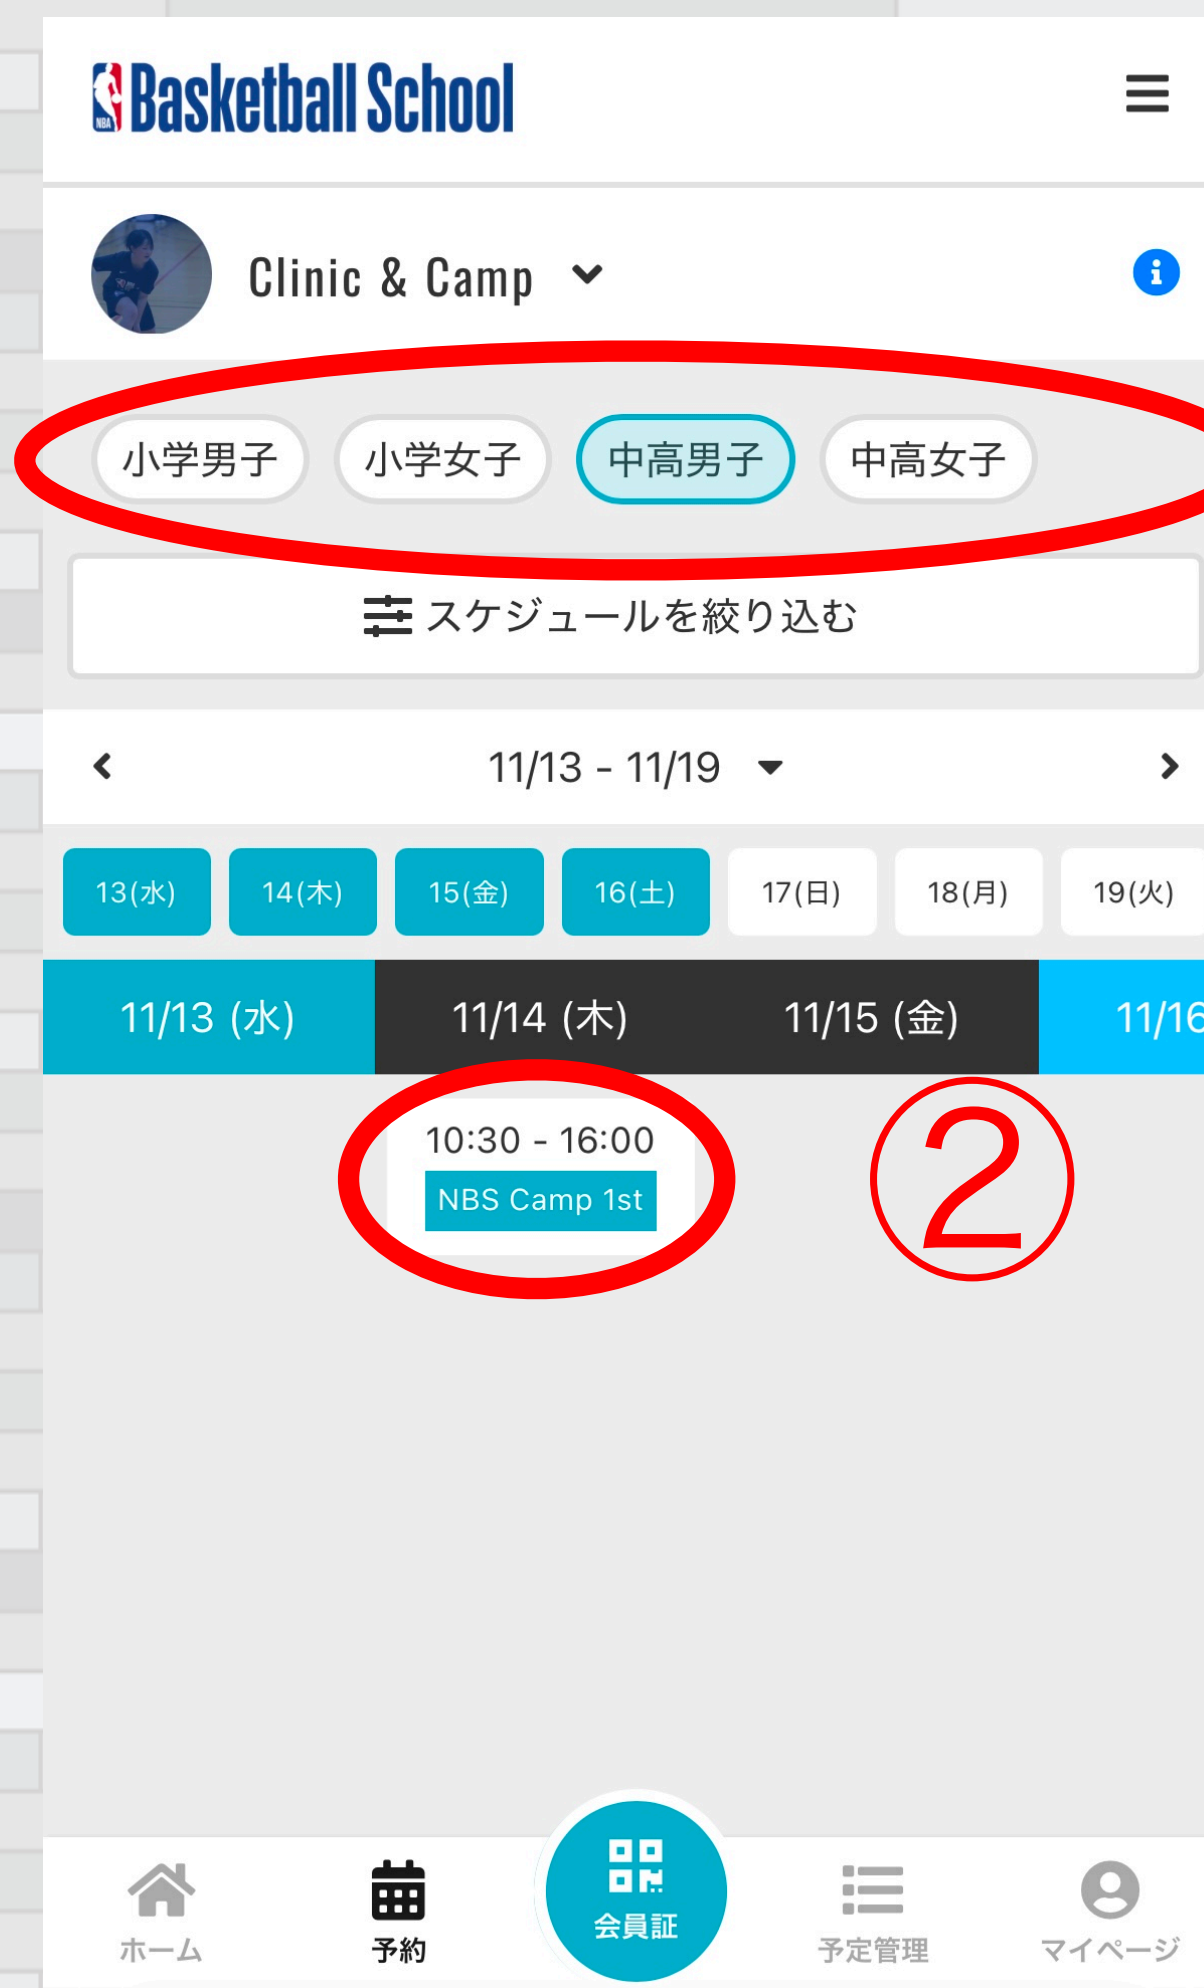 NBA Basketball School
Clinic & Camp
小学男子 小学女子 中高男子 中高女子
スケジュールを絞り込む
11/13 - 11/19
13(水) 14(木) 15(金) 16(土) 17(日) 18(月) 19(火)
11/13 (水) 11/14 (木) 11/15 (金) 11/16
10:30 - 16:00
NBS Camp 1st
②
ホーム 予約 会員証 予定管理 マイページ